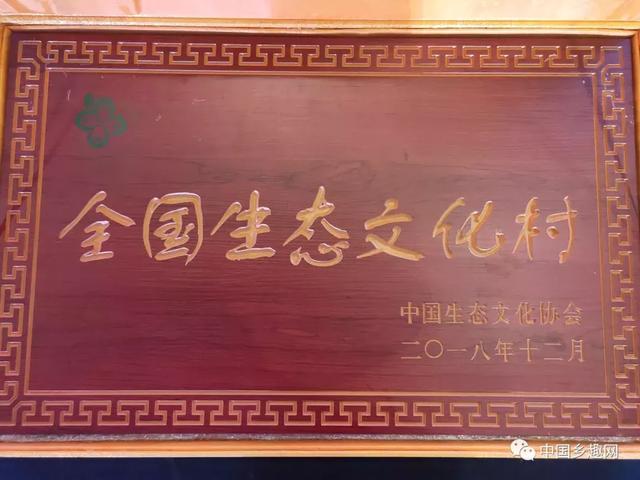 全国生态文化村
中国生态文化协会
二〇一八年十二月
中国乡趣网